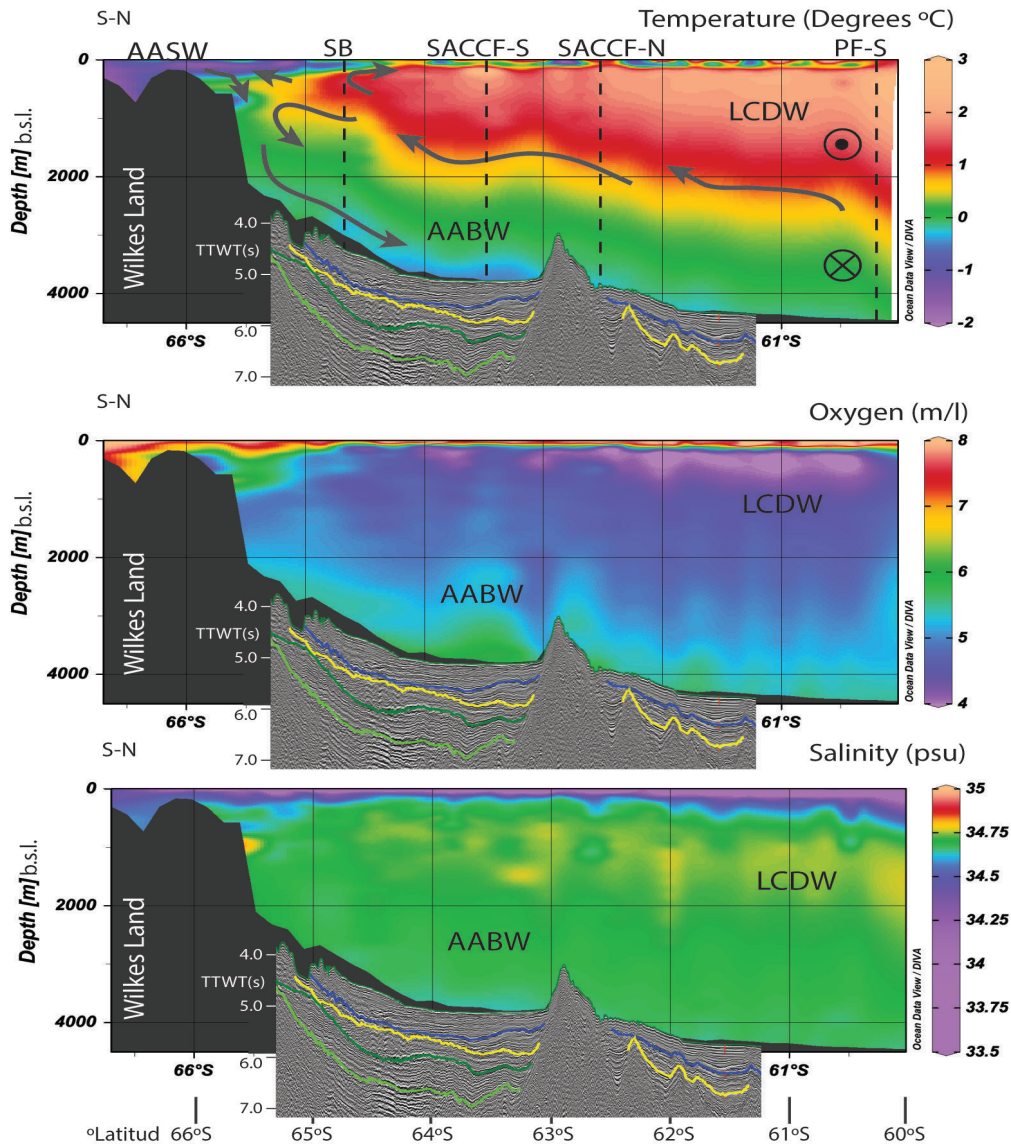 S-N
Temperature (Degrees ºC)
AASW SB SACCF-S SACCF-N PF-S
0
2000
4000
Depth [m] b.s.l.
Wilkes Land
LCDW
AABW
4.0
TTWT(s)
5.0
6.0
7.0
66°S
61°S
Ocean Data View / DIVA
3
2
1
0
-1
-2
S-N
Oxygen (m/l)
0
2000
4000
Depth [m] b.s.l.
Wilkes Land
LCDW
AABW
4.0
TTWT(s)
5.0
6.0
7.0
66°S
61°S
Ocean Data View / DIVA
8
7
6
5
4
S-N
Salinity (psu)
0
2000
4000
Depth [m] b.s.l.
Wilkes Land
LCDW
AABW
4.0
TTWT(s)
5.0
6.0
7.0
66°S
61°S
Ocean Data View / DIVA
35
34.75
34.5
34.25
34
33.75
33.5
ºLatitud 66ºS 65ºS 64ºS 63ºS 62ºS 61ºS 60ºS